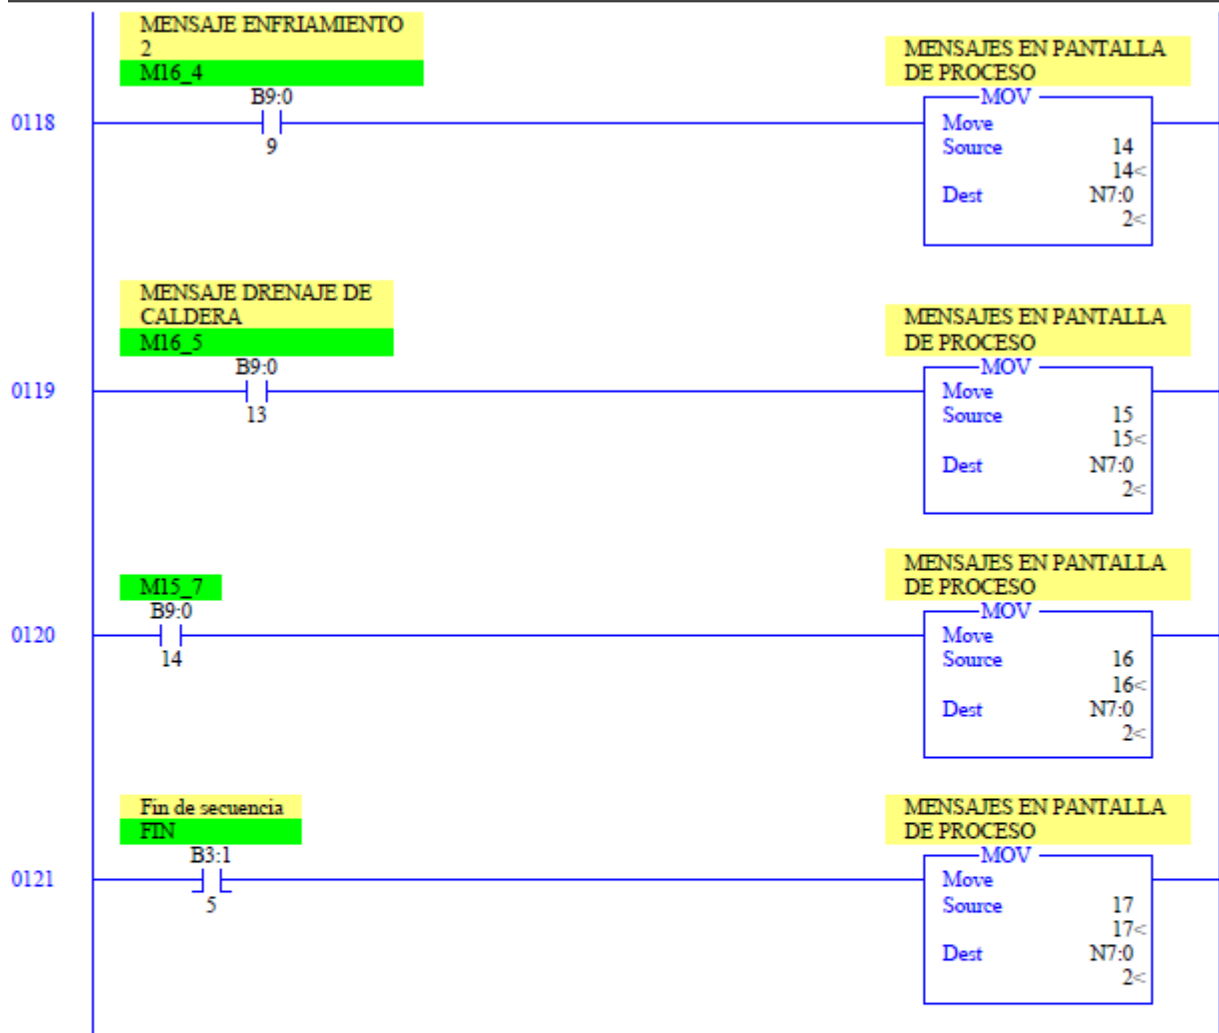 MENSAJE ENFRIAMIENTO
2
M16_4
B9:0
9
0118
MENSAJES EN PANTALLA
DE PROCESO
MOV
Move
Source 14
14<
Dest N7:0
2<
MENSAJE DRENAJE DE
CALDERA
M16_5
B9:0
13
0119
MENSAJES EN PANTALLA
DE PROCESO
MOV
Move
Source 15
15<
Dest N7:0
2<
M15_7
B9:0
14
0120
MENSAJES EN PANTALLA
DE PROCESO
MOV
Move
Source 16
16<
Dest N7:0
2<
Fin de secuencia
FIN
B3:1
5
0121
MENSAJES EN PANTALLA
DE PROCESO
MOV
Move
Source 17
17<
Dest N7:0
2<